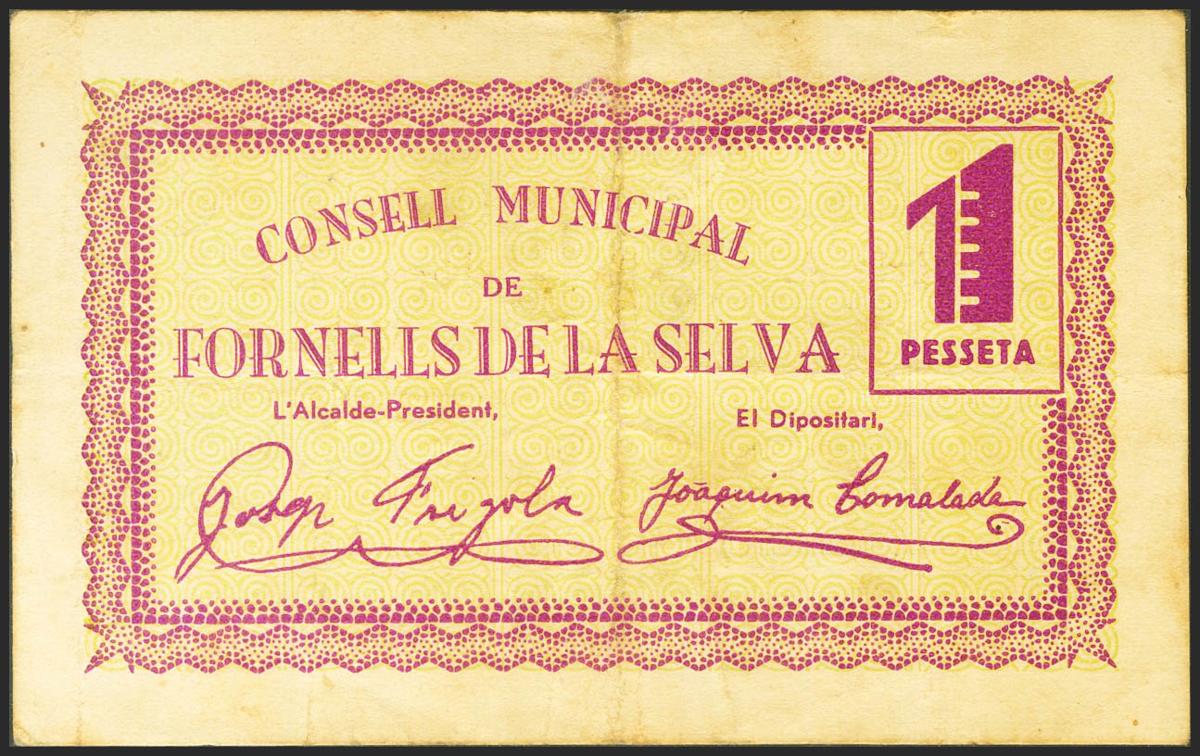 CONSELL MUNICIPAL
DE
FORNELLS DE LA SELVA
1
PESSETA
L'Alcalde-President,
El Dipositari,
Josep Frigola
Joaquim Comalada